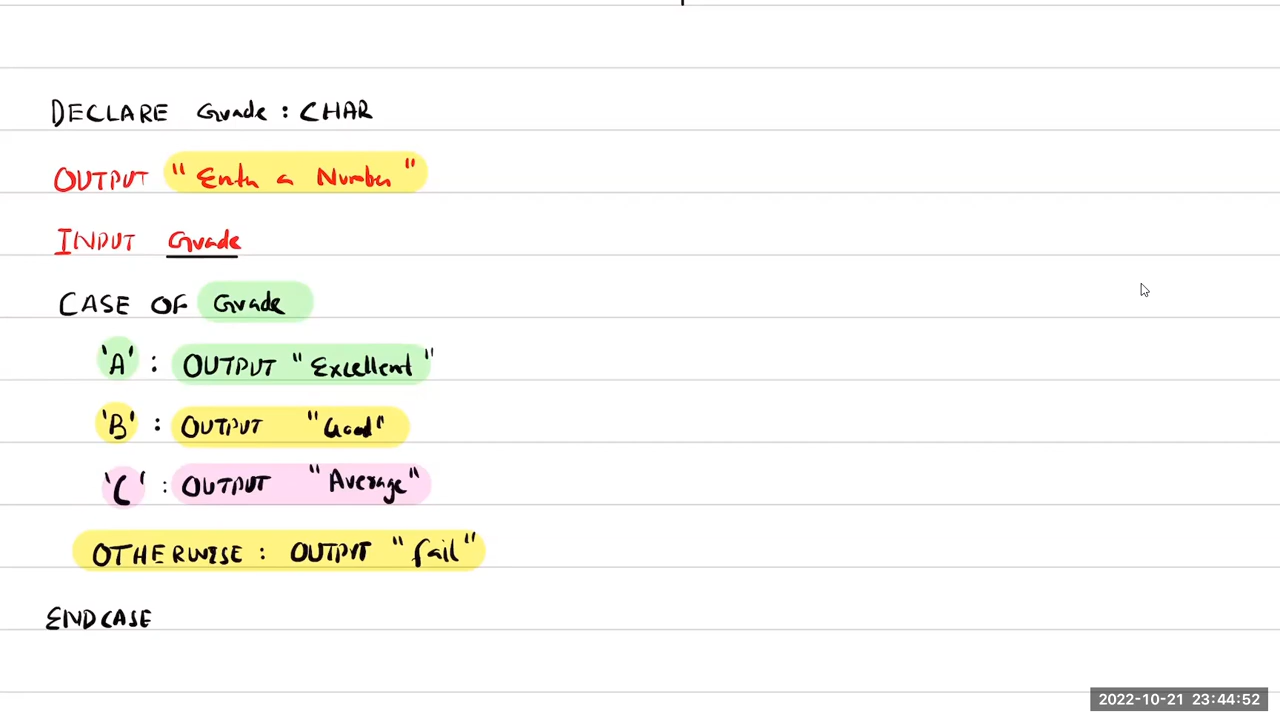 DECLARE Grade : CHAR
OUTPUT "Enter a Number"
INPUT Grade
CASE OF Grade
'A' : OUTPUT "Excellent"
'B' : OUTPUT "Good"
'C' : OUTPUT "Average"
OTHERWISE : OUTPUT "fail"
ENDCASE
2022-10-21 23:44:52